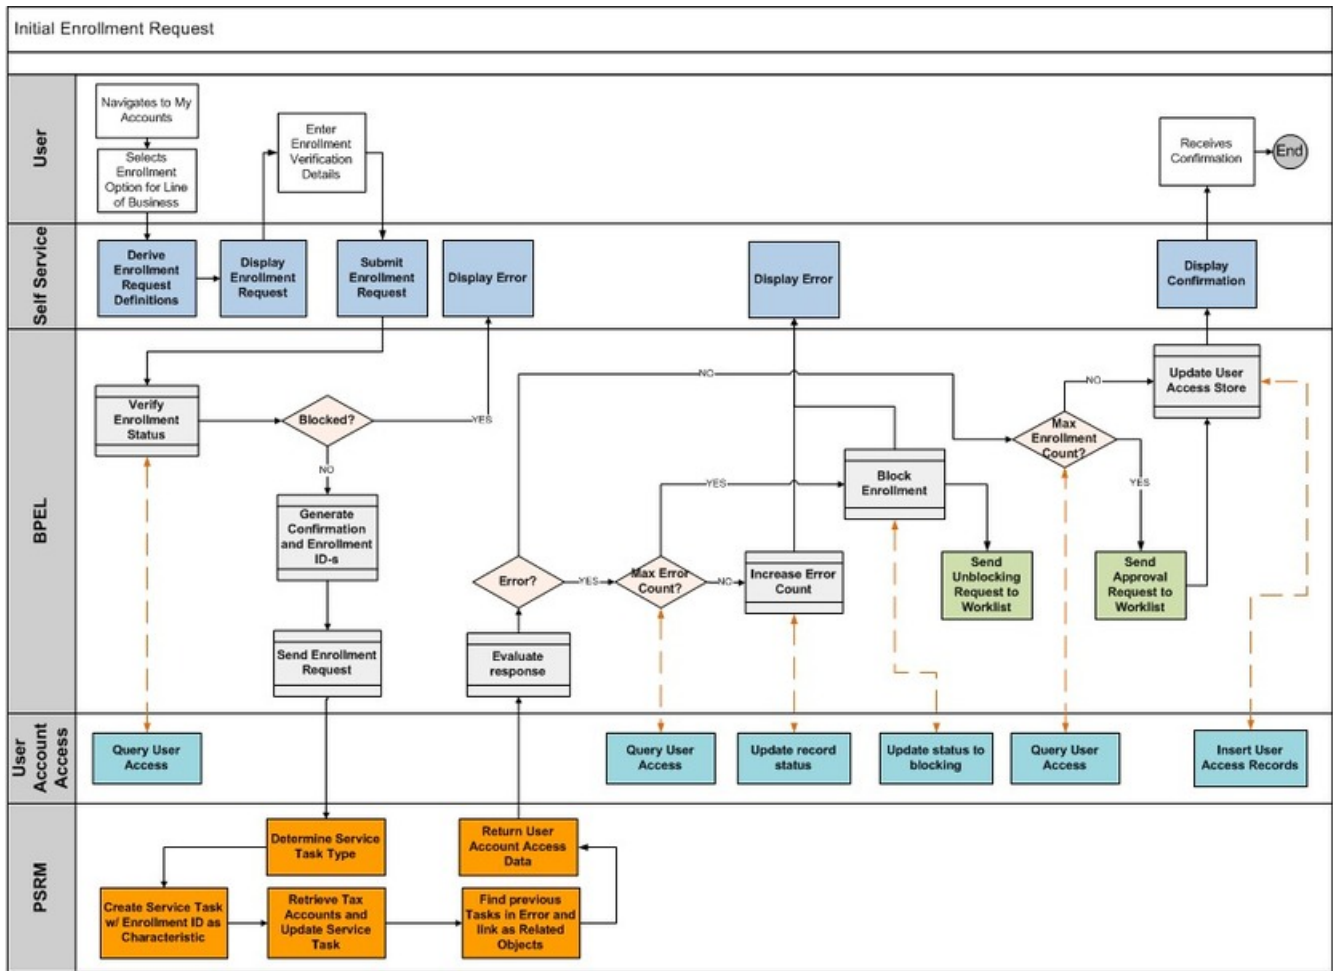 Initial Enrollment Request
User
Navigates to My
Accounts
Selects
Enrollment
Option for Line
of Business
Enter
Enrollment
Verification
Details
Receives
Confirmation
End
Self Service
Derive
Enrollment
Request
Definitions
Display
Enrollment
Request
Submit
Enrollment
Request
Display Error
Display Error
Display
Confirmation
BPEL
Verify
Enrollment
Status
Blocked?
YES
NO
Generate
Confirmation
and Enrollment
ID-s
Send Enrollment
Request
NO
Error?
YES
Evaluate
response
Max Error
Count?
YES
NO
Increase Error
Count
Block
Enrollment
Send
Unblocking
Request to
Worklist
Max
Enrollment
Count?
NO
YES
Send
Approval
Request to
Worklist
Update User
Access Store
User
Account
Access
Query User
Access
Query User
Access
Update record
status
Update status to
blocking
Query User
Access
Insert User
Access Records
PSRM
Determine Service
Task Type
Return User
Account Access
Data
Create Service Task
w/ Enrollment ID as
Characteristic
Retrieve Tax
Accounts and
Update Service
Task
Find previous
Tasks in Error and
link as Related
Objects